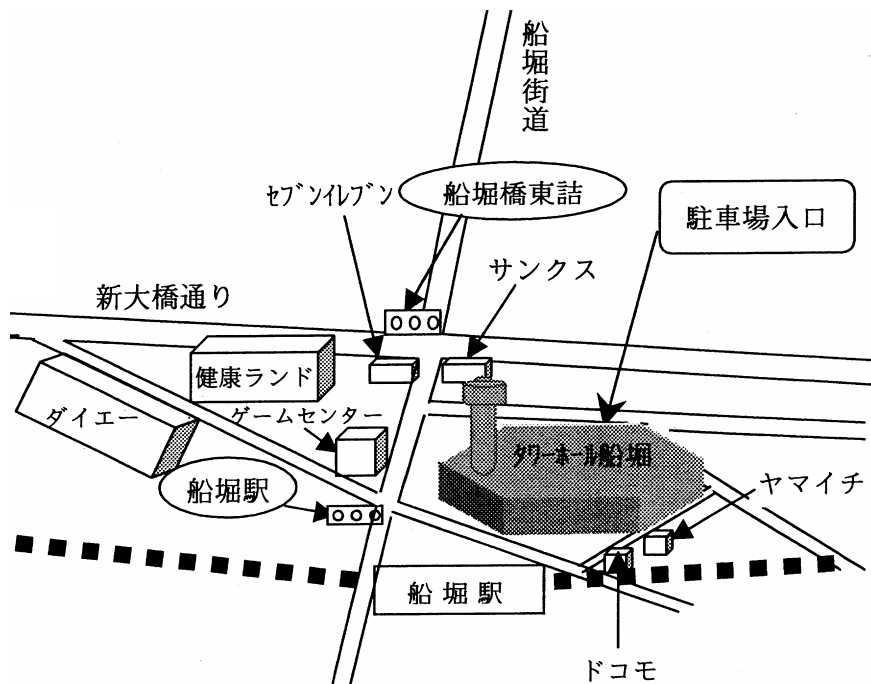 船堀街道
ｾﾌﾞﾝｲﾚﾌﾞﾝ
船堀橋東詰
駐車場入口
サンクス
新大橋通り
健康ランド
ダイエー
ゲームセンター
タワーホール船堀
船堀駅
ヤマイチ
船堀駅
ドコモ